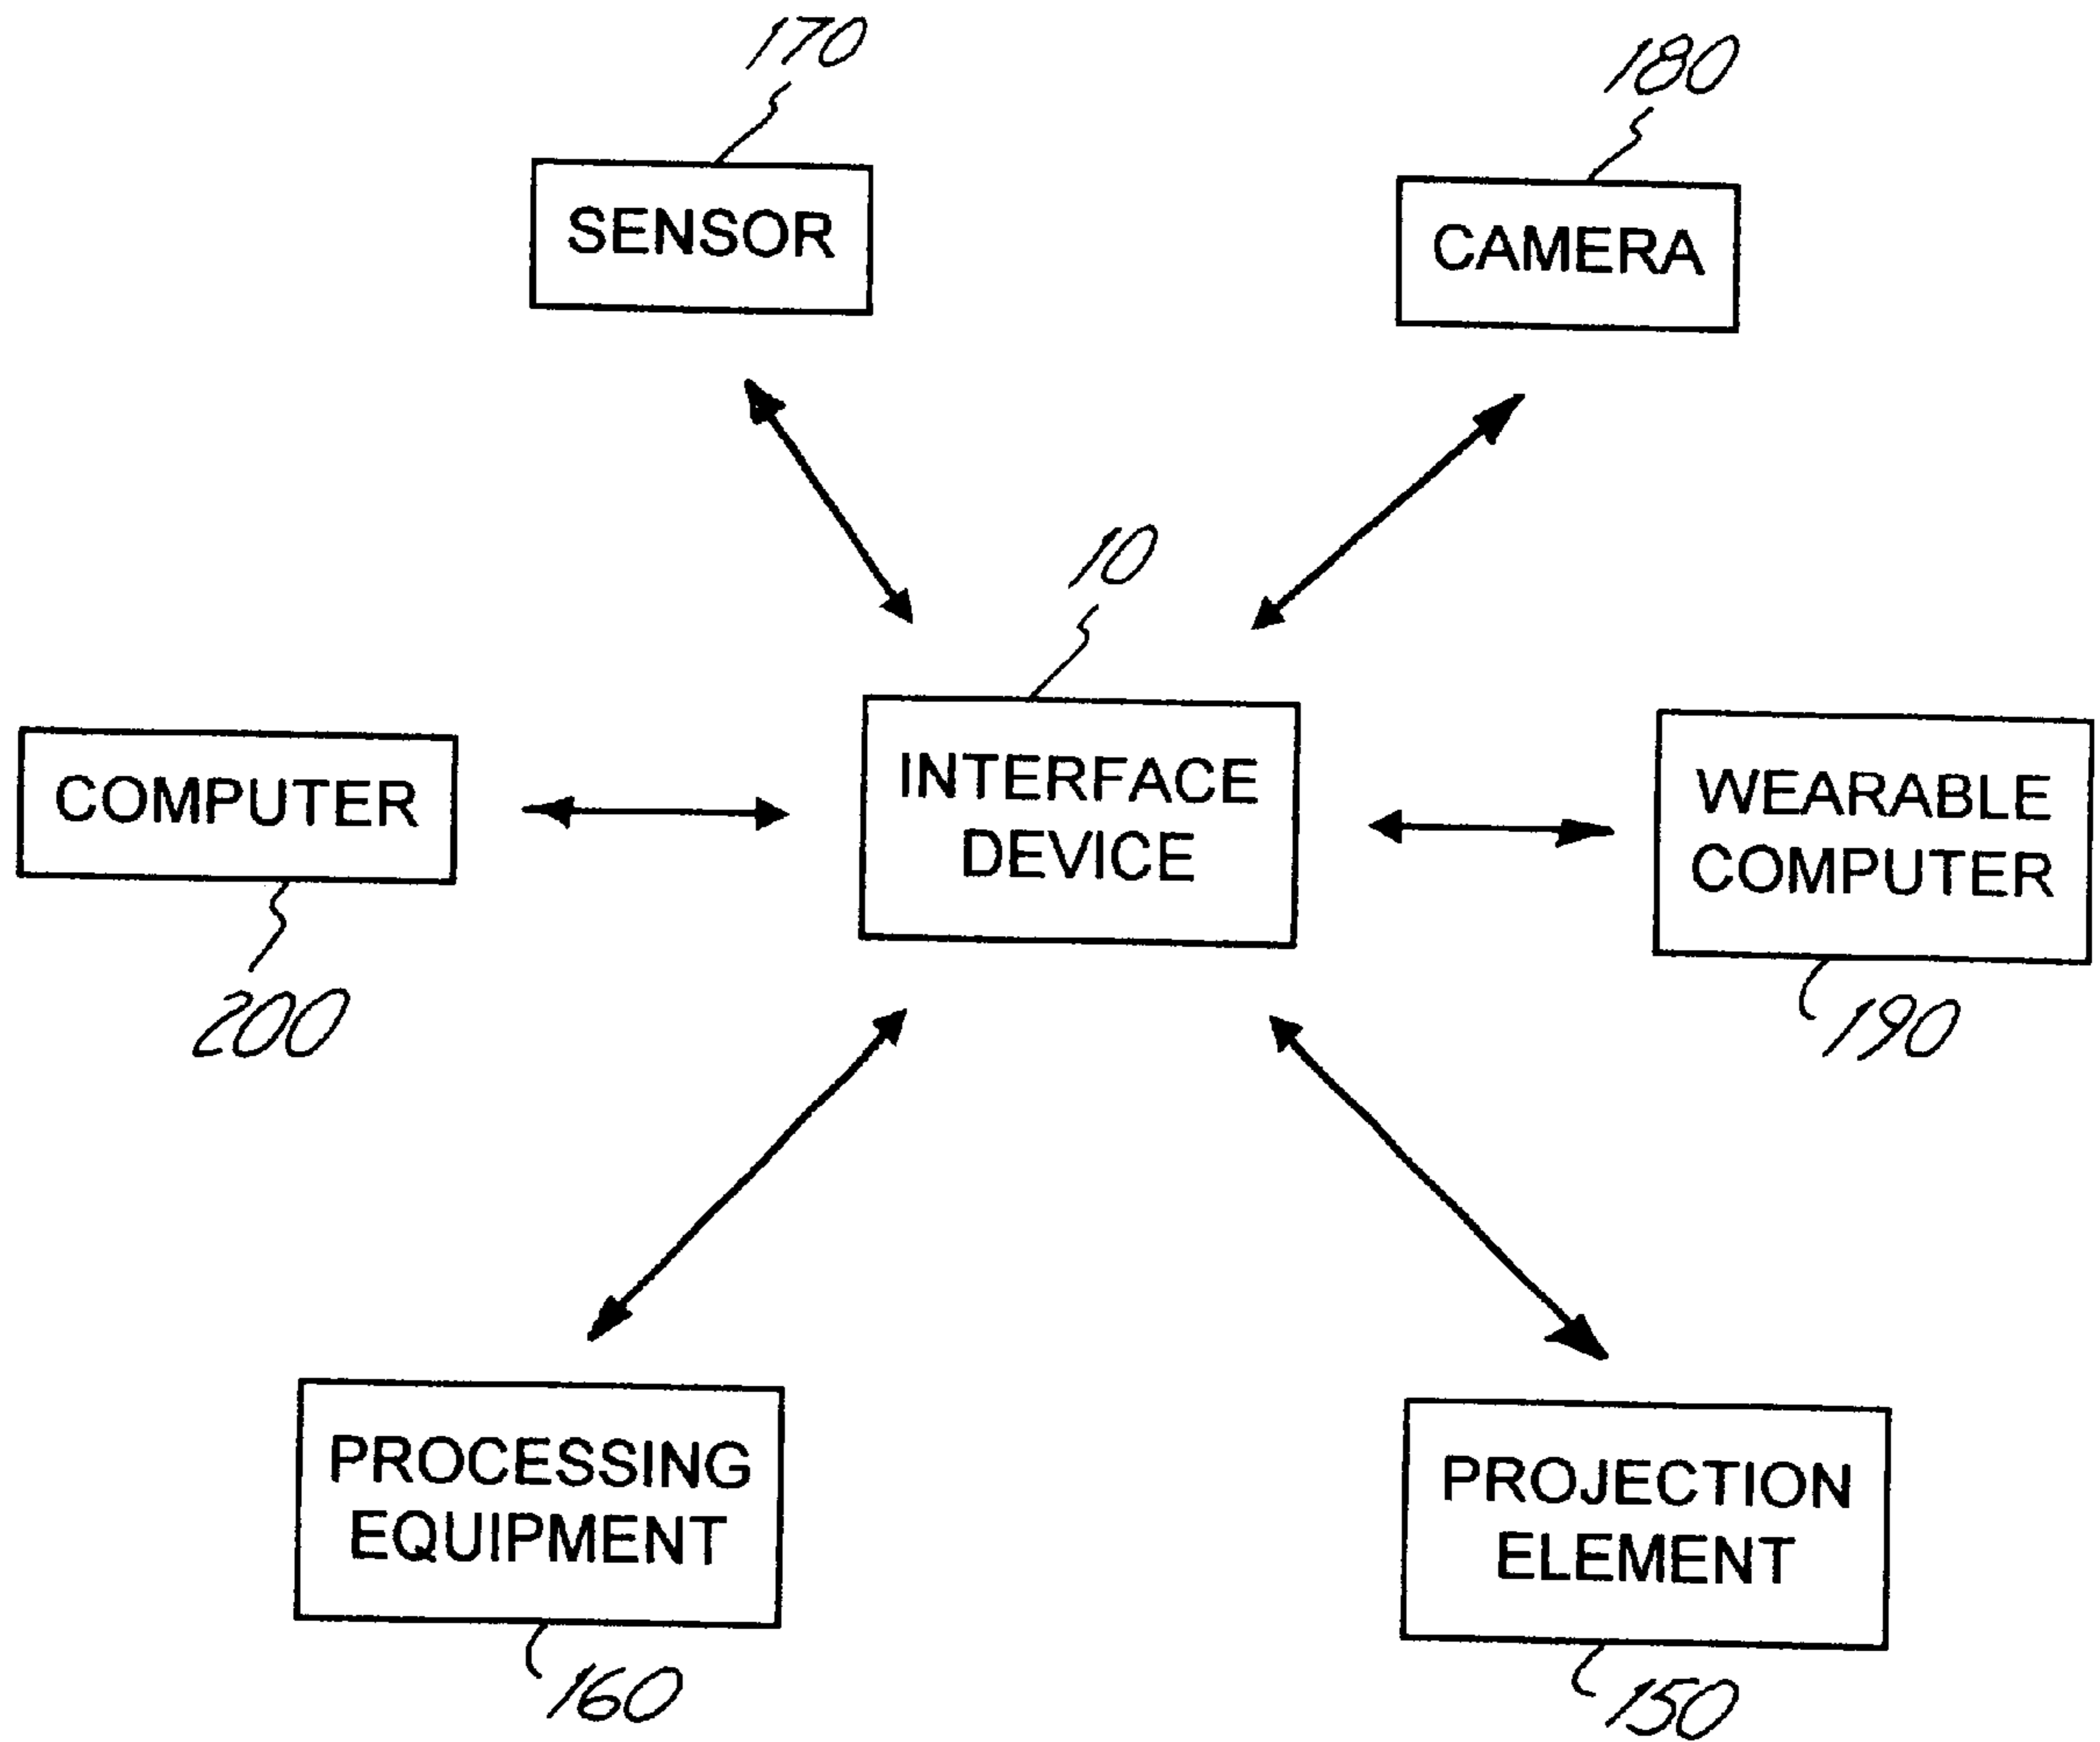 170
180
SENSOR
CAMERA
10
COMPUTER
INTERFACE
DEVICE
WEARABLE
COMPUTER
200
190
PROCESSING
EQUIPMENT
PROJECTION
ELEMENT
160
150